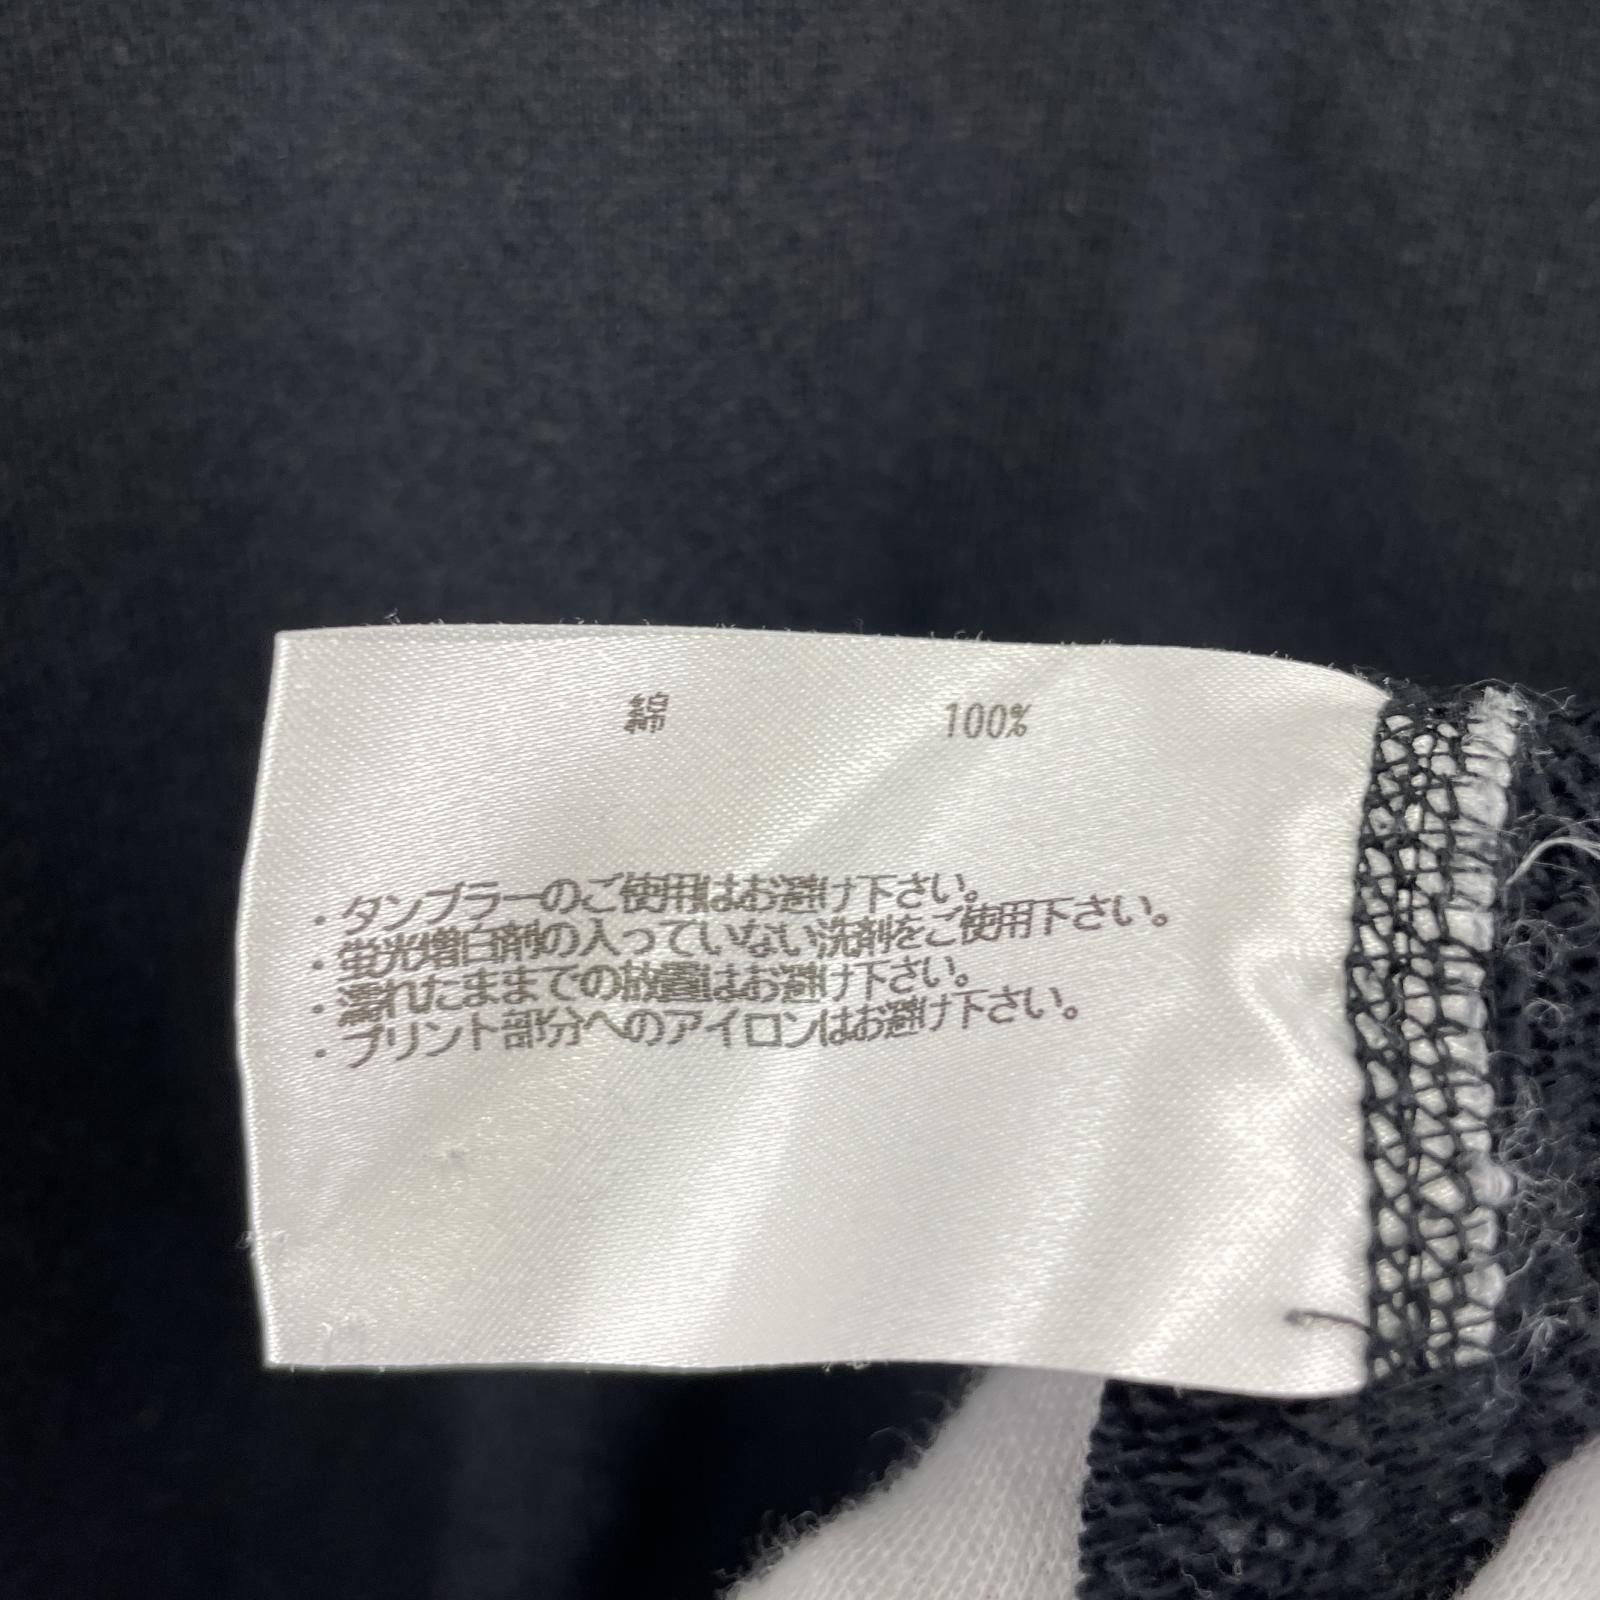 綿 100%
・タンブラーのご使用はお避け下さい。
・蛍光増白剤の入っていない洗剤をご使用下さい。
・濡れたままでの放置はお避け下さい。
・プリント部分へのアイロンはお避け下さい。